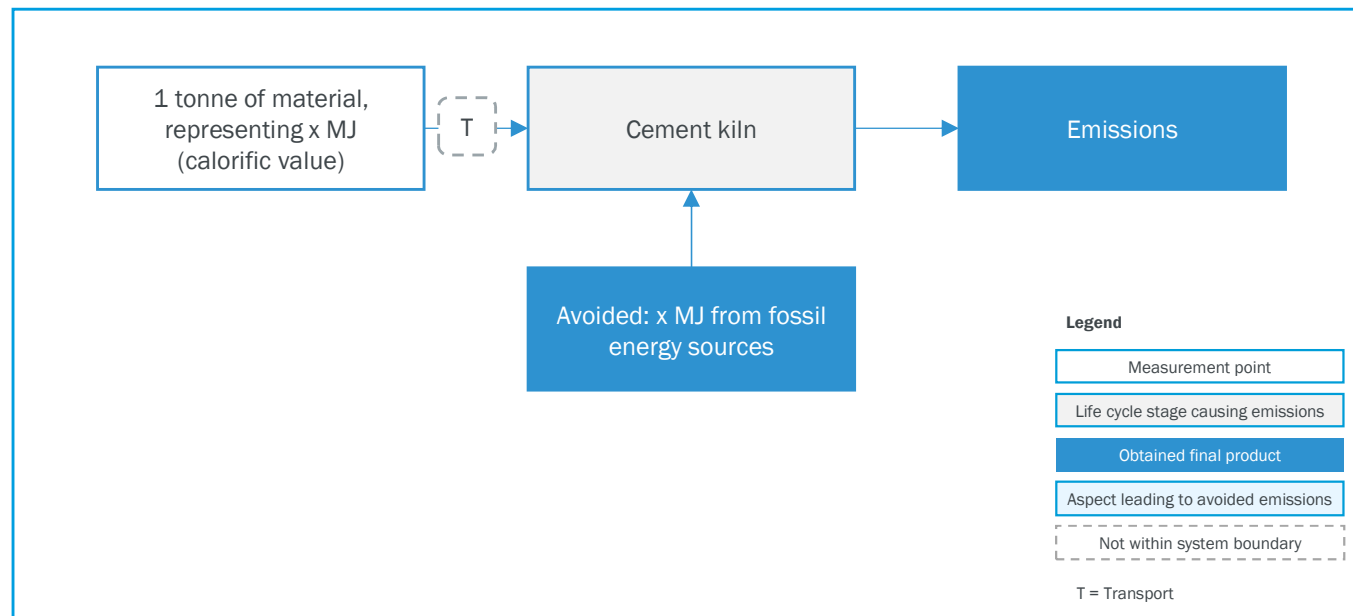 1 tonne of material,
representing x MJ
(calorific value)
T
Cement kiln
Emissions
Avoided: x MJ from fossil
energy sources
Legend
Measurement point
Life cycle stage causing emissions
Obtained final product
Aspect leading to avoided emissions
Not within system boundary
T = Transport